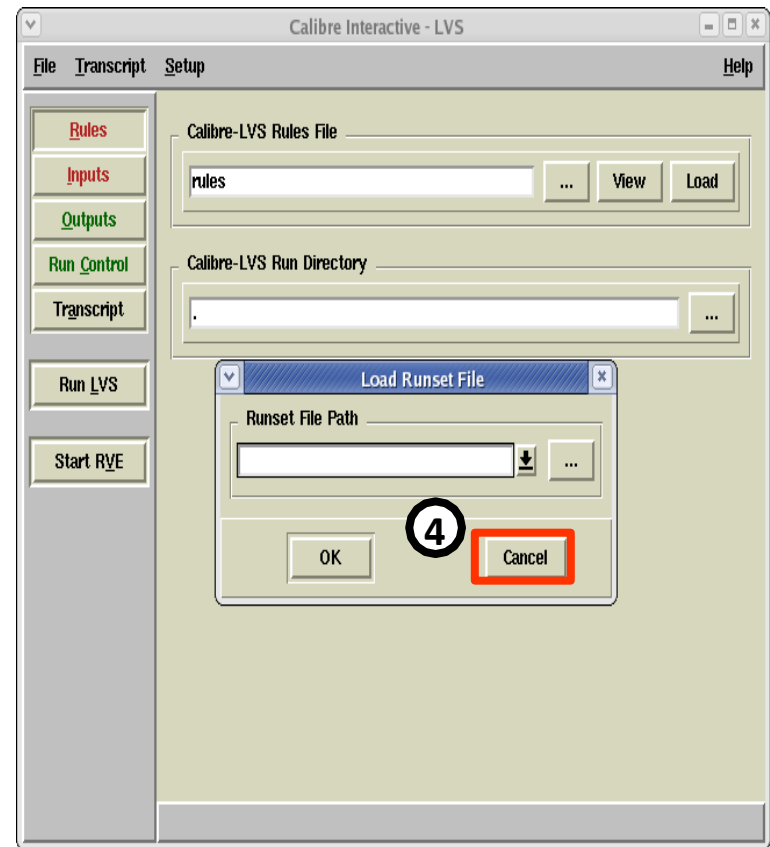 Calibre Interactive - LVS
File Transcript Setup Help
Rules
Inputs
Outputs
Run Control
Transcript
Run LVS
Start RVE
Calibre-LVS Rules File
rules ... View Load
Calibre-LVS Run Directory
. ...
Load Runset File
Runset File Path
...
4
OK Cancel